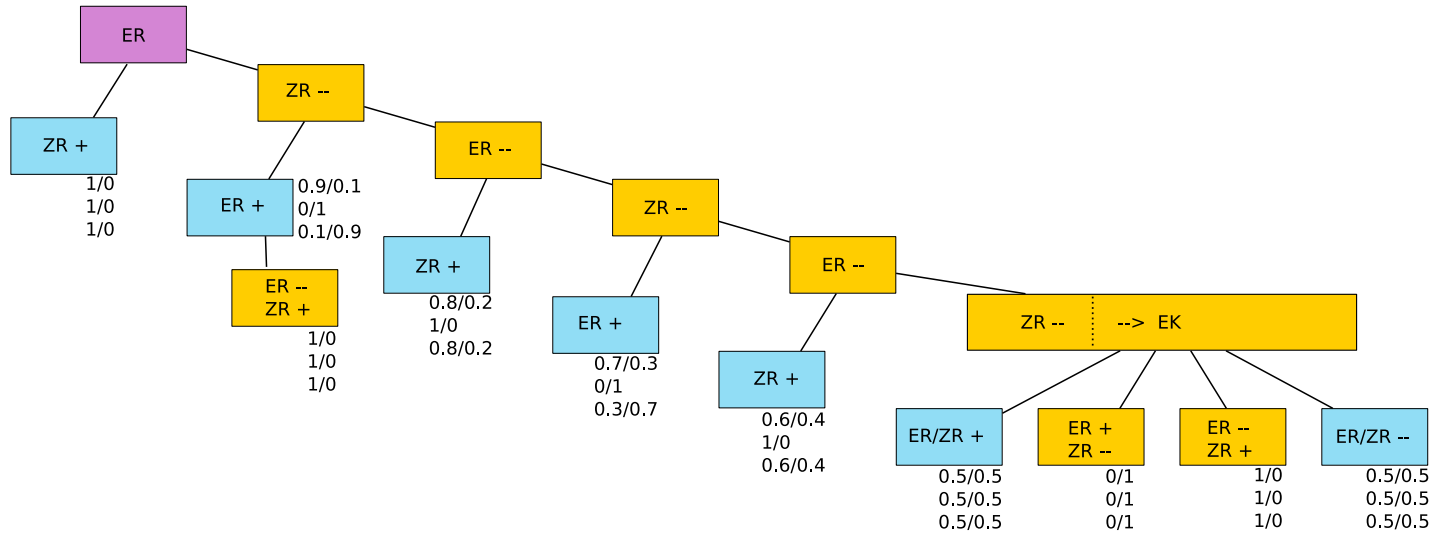 ER
ZR --
ZR +
1/0
1/0
1/0
ER --
ER +
0.9/0.1
0/1
0.1/0.9
ER --
ZR +
1/0
1/0
1/0
ZR --
ZR +
0.8/0.2
1/0
0.8/0.2
ER --
ER +
0.7/0.3
0/1
0.3/0.7
ZR -- --> EK
ZR +
0.6/0.4
1/0
0.6/0.4
ER/ZR +
0.5/0.5
0.5/0.5
0.5/0.5
ER +
ZR --
0/1
0/1
0/1
ER --
ZR +
1/0
1/0
1/0
ER/ZR --
0.5/0.5
0.5/0.5
0.5/0.5